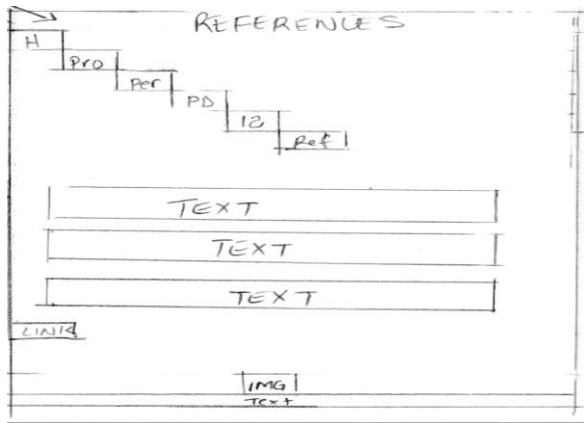 REFERENCES
H
Pro
Per
PD
12
Ref
TEXT
TEXT
TEXT
LINK
IMG
Text